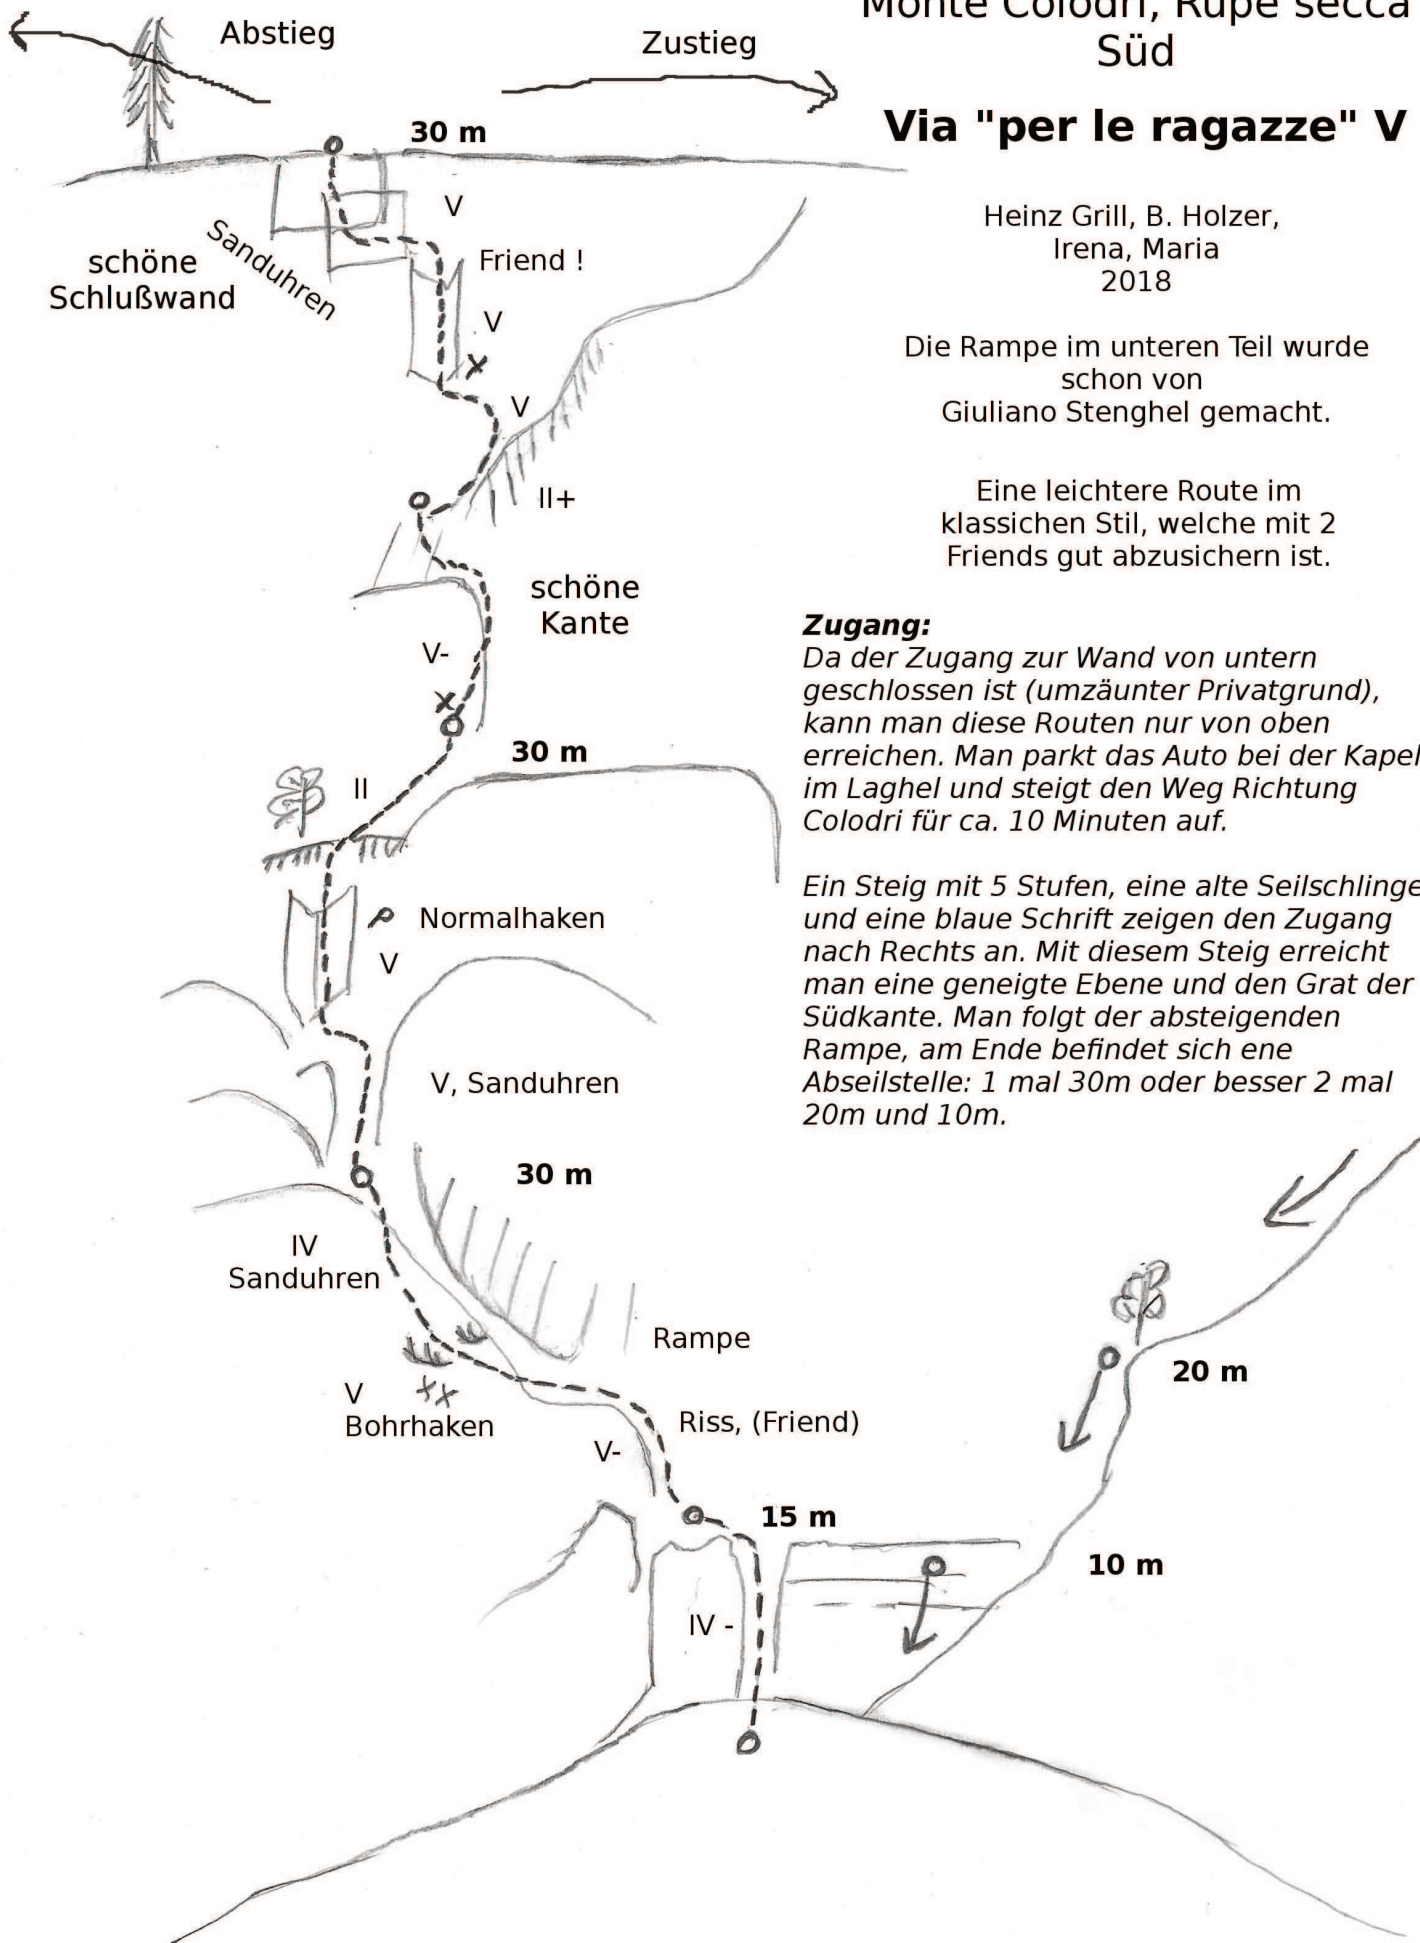 Monte Colodri, Rupe secca
Süd
Via "per le ragazze" V
Heinz Grill, B. Holzer,
Irena, Maria
2018
Die Rampe im unteren Teil wurde
schon von
Giuliano Stenghel gemacht.
Eine leichtere Route im
klassichen Stil, welche mit 2
Friends gut abzusichern ist.
Zugang:
Da der Zugang zur Wand von untern
geschlossen ist (umzäunter Privatgrund),
kann man diese Routen nur von oben
erreichen. Man parkt das Auto bei der Kapel
im Laghel und steigt den Weg Richtung
Colodri für ca. 10 Minuten auf.
Ein Steig mit 5 Stufen, eine alte Seilschlinge
und eine blaue Schrift zeigen den Zugang
nach Rechts an. Mit diesem Steig erreicht
man eine geneigte Ebene und den Grat der
Südkante. Man folgt der absteigenden
Rampe, am Ende befindet sich ene
Abseilstelle: 1 mal 30m oder besser 2 mal
20m und 10m.
Abstieg
Zustieg
30 m
V
Sanduhren
schöne
Schlußwand
Friend !
V
V
II+
schöne
Kante
V-
30 m
II
Normalhaken
V
V, Sanduhren
30 m
IV
Sanduhren
Rampe
20 m
V
Bohrhaken
Riss, (Friend)
V-
15 m
10 m
IV -